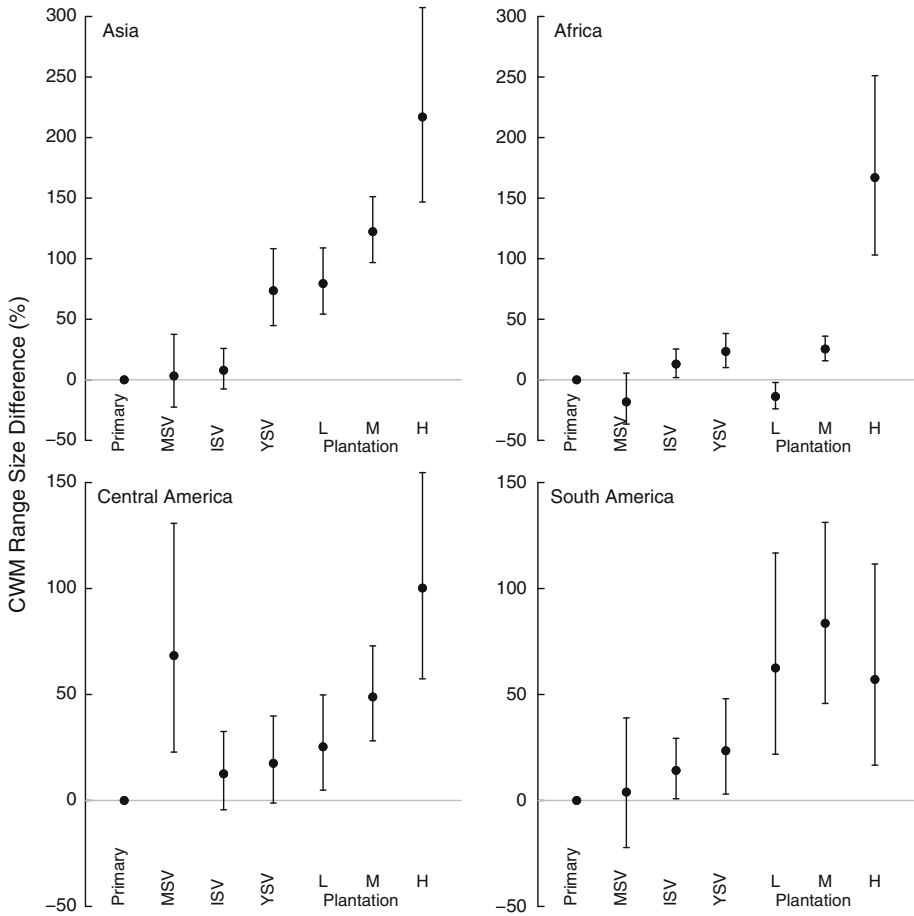 CWM Range Size Difference (%)
Asia
300
250
200
150
100
50
0
−50
Primary
MSV
ISV
YSV
L
M
H
Plantation
Africa
300
250
200
150
100
50
0
−50
Primary
MSV
ISV
YSV
L
M
H
Plantation
Central America
150
100
50
0
−50
Primary
MSV
ISV
YSV
L
M
H
Plantation
South America
150
100
50
0
−50
Primary
MSV
ISV
YSV
L
M
H
Plantation